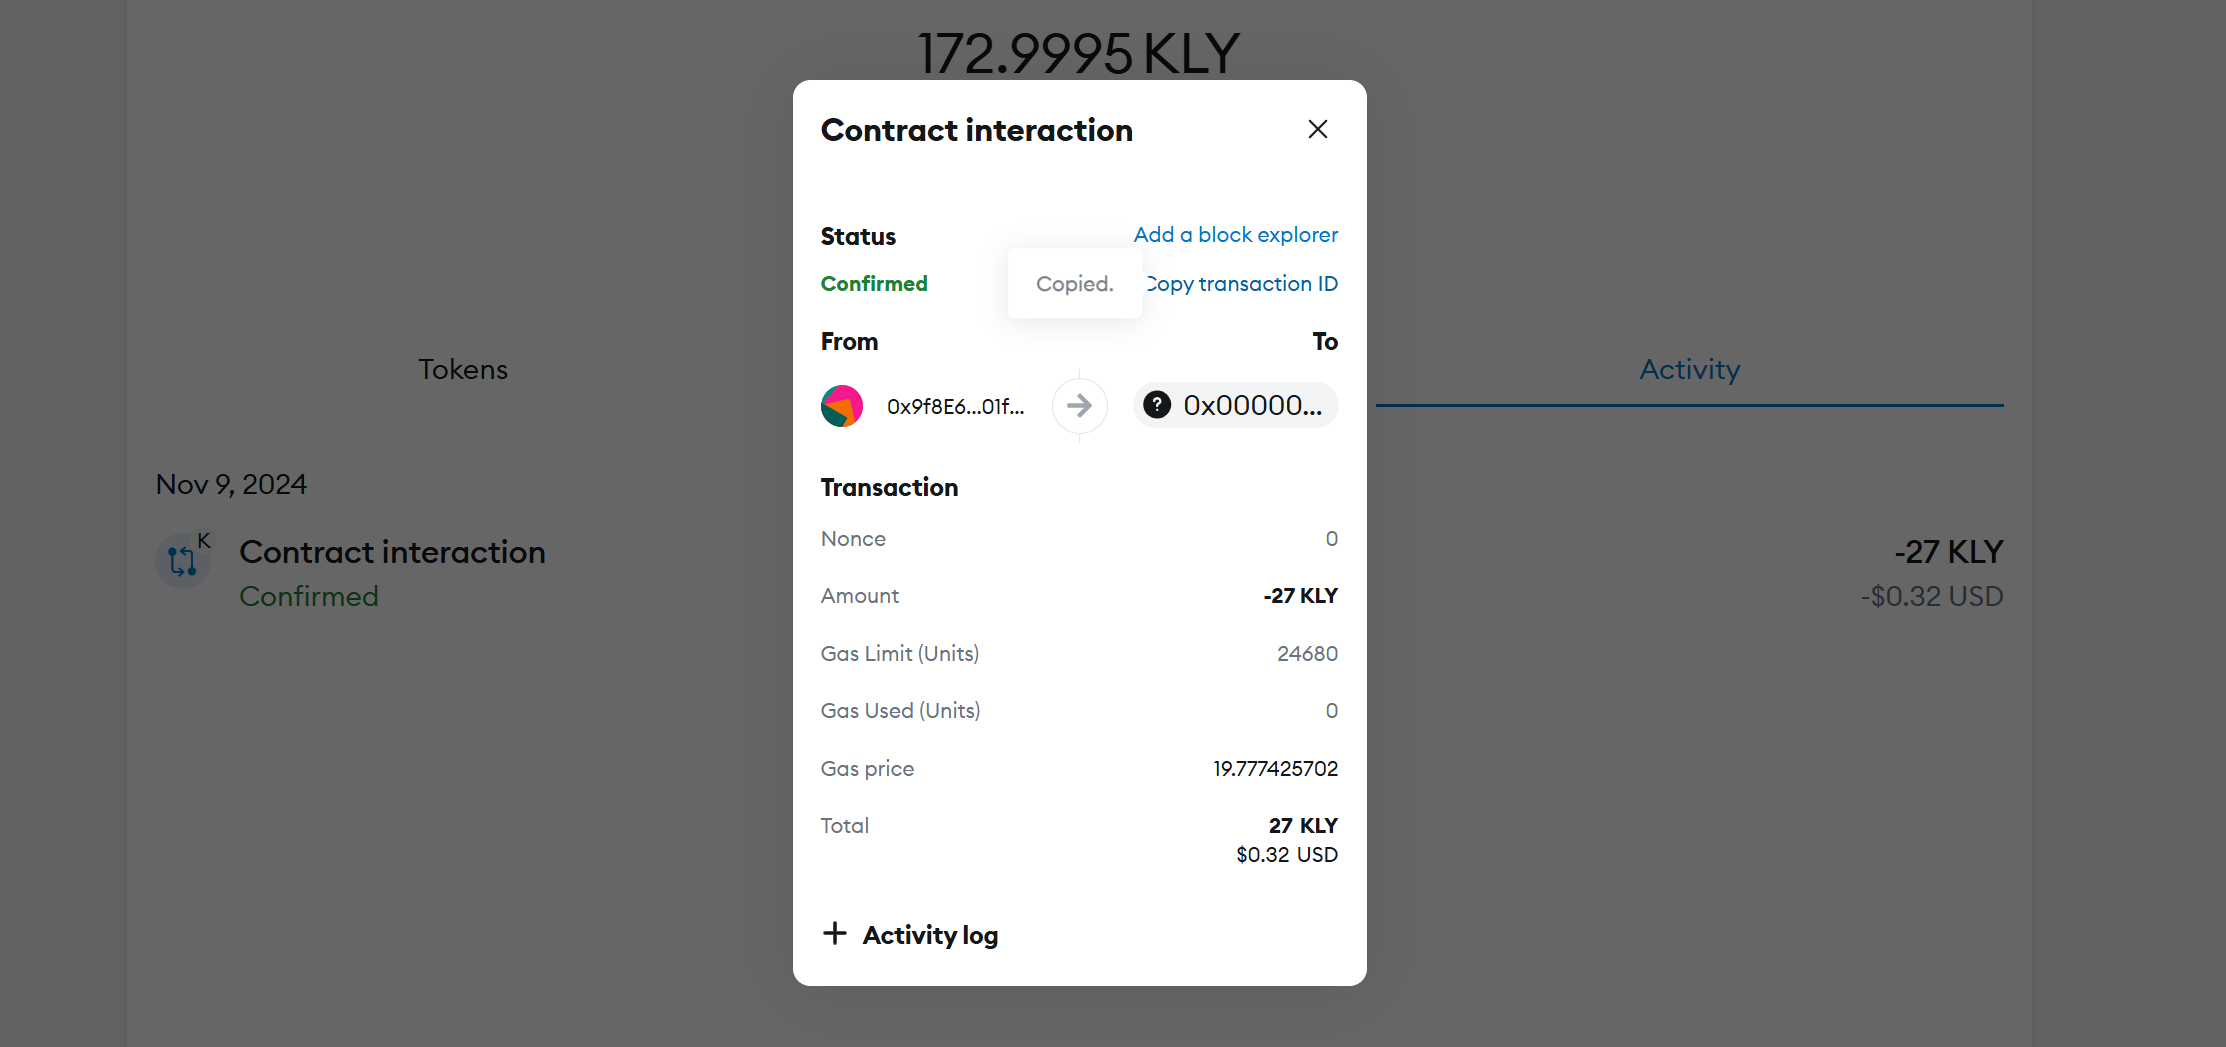 172.9995 KLY
Contract interaction
Status
Add a block explorer
Confirmed
Copied.
Copy transaction ID
From
To
0x9f8E6...01f...
? 0x00000...
Transaction
Nonce
0
Amount
-27 KLY
Gas Limit (Units)
24680
Gas Used (Units)
0
Gas price
19.777425702
Total
27 KLY
$0.32 USD
Activity log
Tokens
Activity
Nov 9, 2024
K
Contract interaction
-27 KLY
Confirmed
-$0.32 USD